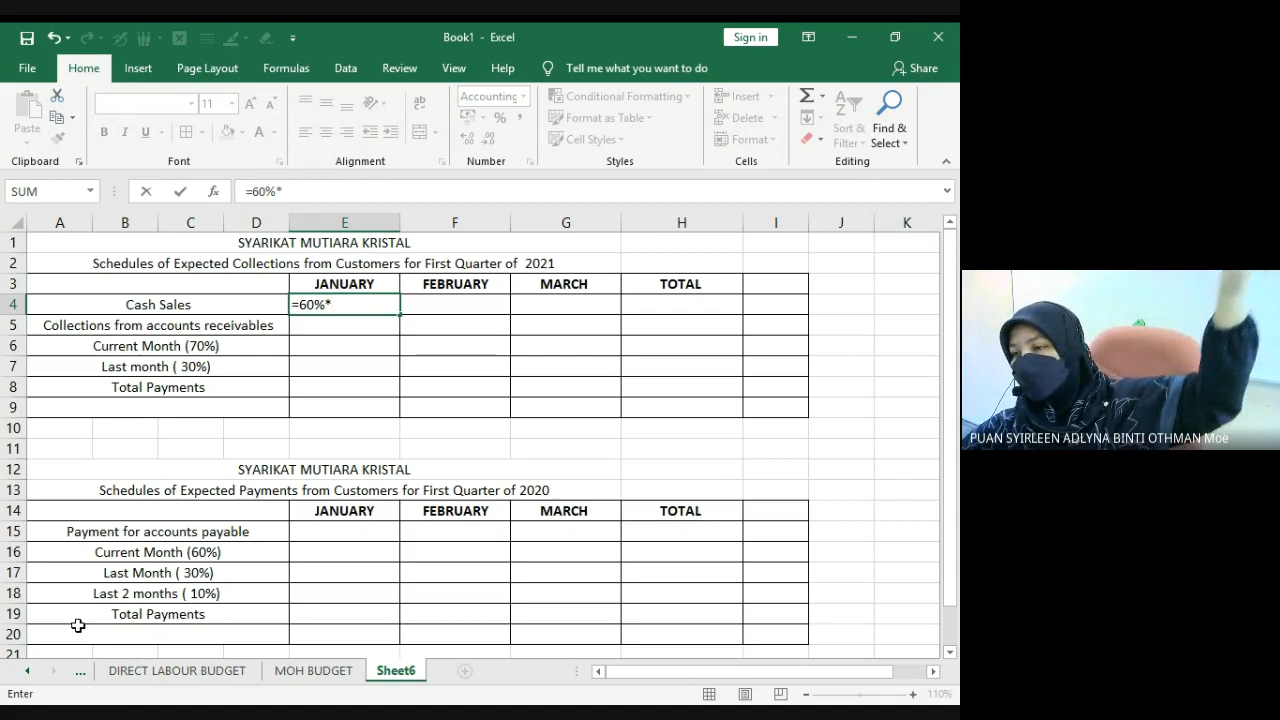 Book1 - Excel
Sign in
File Home Insert Page Layout Formulas Data Review View Help Tell me what you want to do Share
Paste
11
B I U
A
ab
Accounting
% ,
Conditional Formatting
Format as Table
Cell Styles
Insert
Delete
Format
Σ
Sort & Filter
Find & Select
Clipboard Font Alignment Number Styles Cells Editing
SUM fx =60%*
A B C D E F G H I J K
1 SYARIKAT MUTIARA KRISTAL
2 Schedules of Expected Collections from Customers for First Quarter of 2021
3 JANUARY FEBRUARY MARCH TOTAL
4 Cash Sales =60%*
5 Collections from accounts receivables
6 Current Month (70%)
7 Last month ( 30%)
8 Total Payments
9
10
11
12 SYARIKAT MUTIARA KRISTAL
13 Schedules of Expected Payments from Customers for First Quarter of 2020
14 JANUARY FEBRUARY MARCH TOTAL
15 Payment for accounts payable
16 Current Month (60%)
17 Last Month ( 30%)
18 Last 2 months ( 10%)
19 Total Payments
20
21
... DIRECT LABOUR BUDGET MOH BUDGET Sheet6
Enter 110%
PUAN SYIRLEEN ADLYNA BINTI OTHMAN Moe